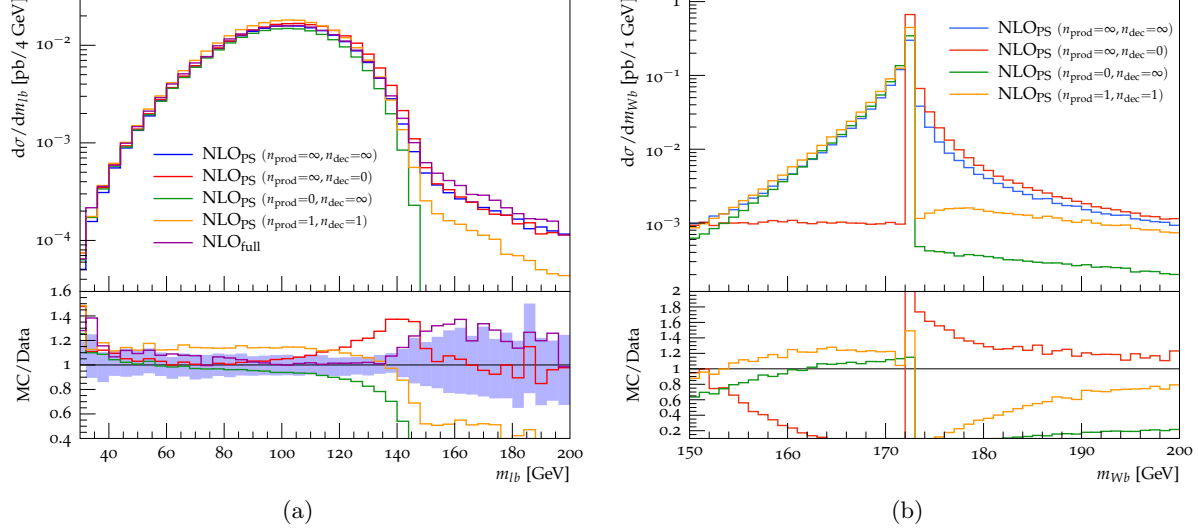 dσ/dm_lb [pb/4 GeV]
10⁻²
10⁻³
10⁻⁴
NLO_PS (n_prod=∞, n_dec=∞)
NLO_PS (n_prod=∞, n_dec=0)
NLO_PS (n_prod=0, n_dec=∞)
NLO_PS (n_prod=1, n_dec=1)
NLO_full
MC/Data
1.6
1.4
1.2
1
0.8
0.6
0.4
40 60 80 100 120 140 160 180 200
m_lb [GeV]
(a)
dσ/dm_Wb [pb/1 GeV]
1
10⁻¹
10⁻²
10⁻³
NLO_PS (n_prod=∞, n_dec=∞)
NLO_PS (n_prod=∞, n_dec=0)
NLO_PS (n_prod=0, n_dec=∞)
NLO_PS (n_prod=1, n_dec=1)
MC/Data
2
1.8
1.6
1.4
1.2
1
0.8
0.6
0.4
0.2
150 160 170 180 190 200
m_Wb [GeV]
(b)